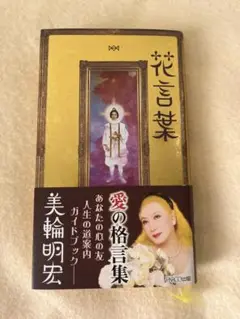 花言葉
愛の格言集
あなたの心の友
人生の道案内
ガイドブック
美輪明宏